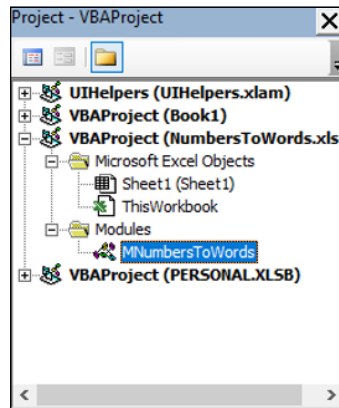 Project - VBAProject
UIHelpers (UIHelpers.xlam)
VBAProject (Book1)
VBAProject (NumbersToWords.xls
Microsoft Excel Objects
Sheet1 (Sheet1)
ThisWorkbook
Modules
MNumbersToWords
VBAProject (PERSONAL.XLSB)